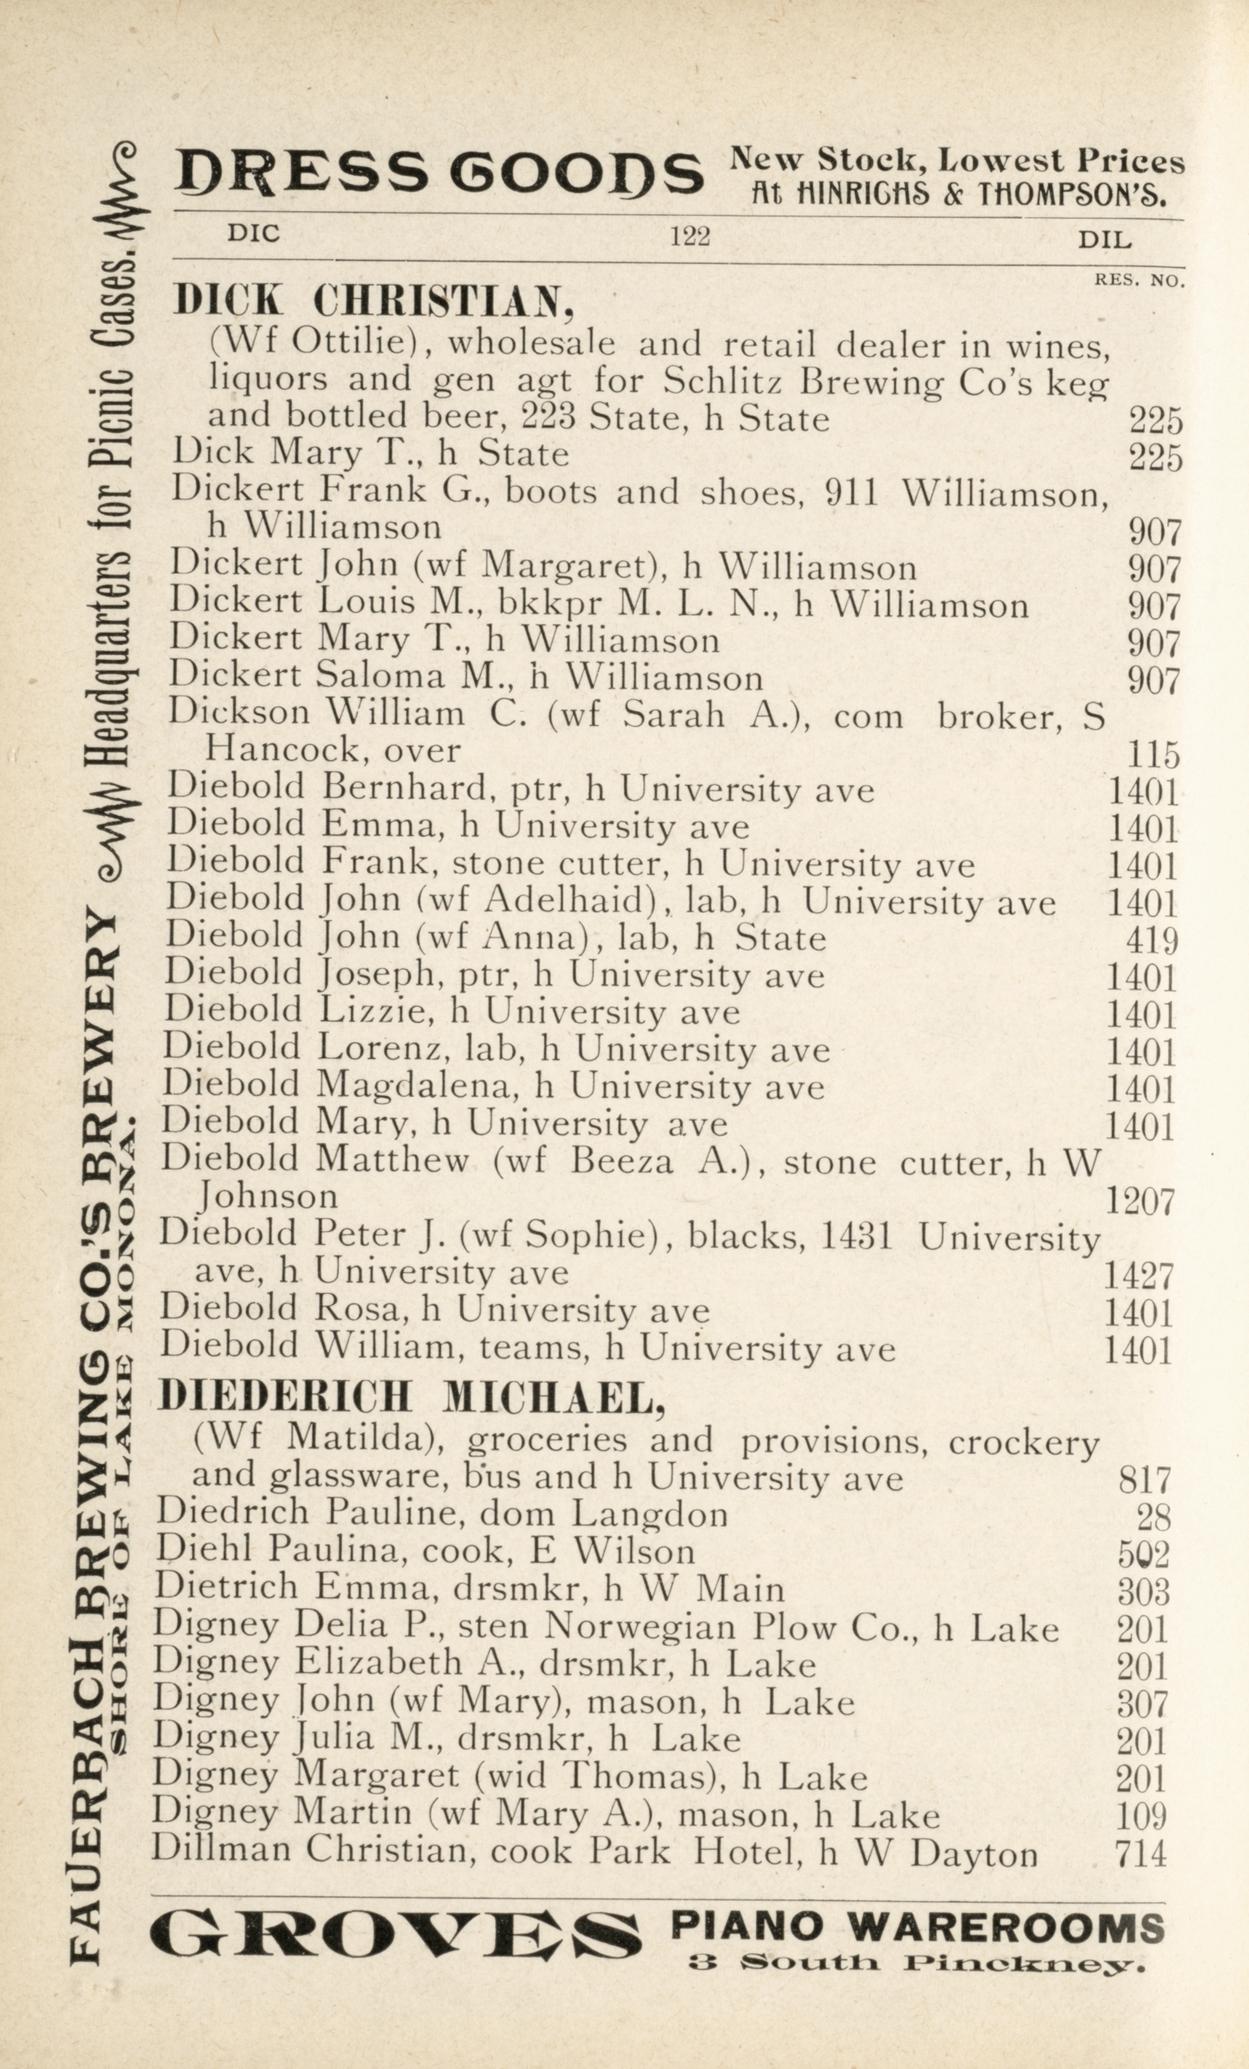 DRESS GOODS New Stock, Lowest Prices
At HINRICHS & THOMPSON'S.
DIC 122 DIL
RES. NO.
DICK CHRISTIAN,
(Wf Ottilie), wholesale and retail dealer in wines,
liquors and gen agt for Schlitz Brewing Co's keg
and bottled beer, 223 State, h State 225
Dick Mary T., h State 225
Dickert Frank G., boots and shoes, 911 Williamson,
h Williamson 907
Dickert John (wf Margaret), h Williamson 907
Dickert Louis M., bkkpr M. L. N., h Williamson 907
Dickert Mary T., h Williamson 907
Dickert Saloma M., h Williamson 907
Dickson William C. (wf Sarah A.), com broker, S
Hancock, over 115
Diebold Bernhard, ptr, h University ave 1401
Diebold Emma, h University ave 1401
Diebold Frank, stone cutter, h University ave 1401
Diebold John (wf Adelhaid), lab, h University ave 1401
Diebold John (wf Anna), lab, h State 419
Diebold Joseph, ptr, h University ave 1401
Diebold Lizzie, h University ave 1401
Diebold Lorenz, lab, h University ave 1401
Diebold Magdalena, h University ave 1401
Diebold Mary, h University ave 1401
Diebold Matthew (wf Beeza A.), stone cutter, h W
Johnson 1207
Diebold Peter J. (wf Sophie), blacks, 1431 University
ave, h University ave 1427
Diebold Rosa, h University ave 1401
Diebold William, teams, h University ave 1401
DIEDERICH MICHAEL,
(Wf Matilda), groceries and provisions, crockery
and glassware, bus and h University ave 817
Diedrich Pauline, dom Langdon 28
Diehl Paulina, cook, E Wilson 502
Dietrich Emma, drsmkr, h W Main 303
Digney Delia P., sten Norwegian Plow Co., h Lake 201
Digney Elizabeth A., drsmkr, h Lake 201
Digney John (wf Mary), mason, h Lake 307
Digney Julia M., drsmkr, h Lake 201
Digney Margaret (wid Thomas), h Lake 201
Digney Martin (wf Mary A.), mason, h Lake 109
Dillman Christian, cook Park Hotel, h W Dayton 714
GROVES PIANO WAREROOMS
3 South Pinckney.
FAUERBACH BREWING CO.'S BREWERY Headquarters for Picnic Cases.
SHORE OF LAKE MONONA.